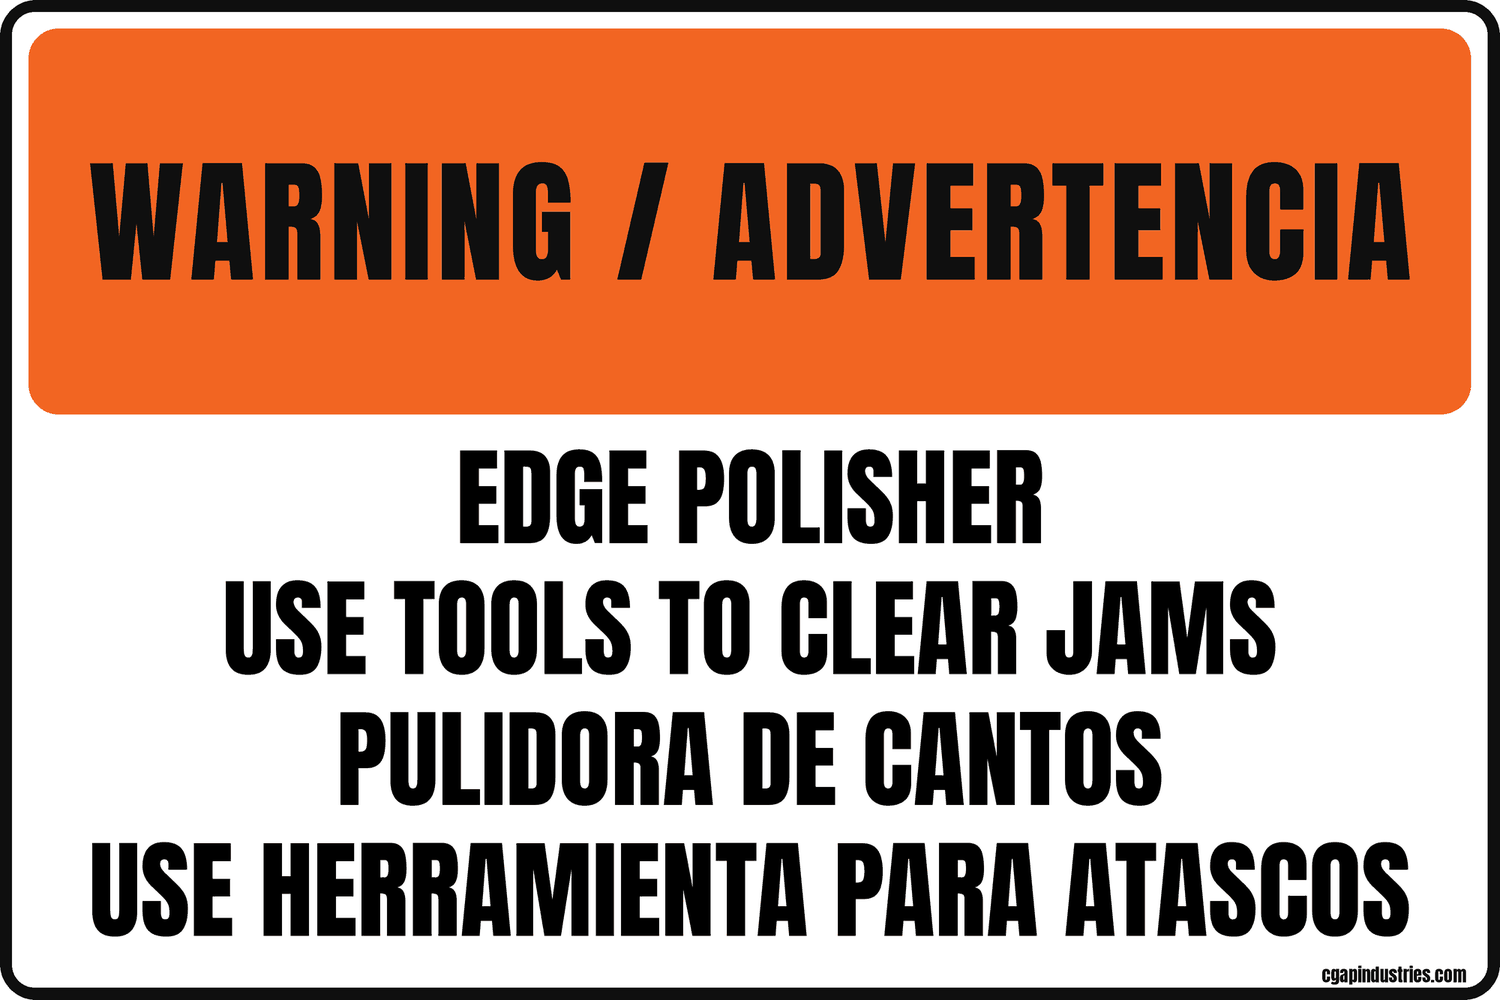 WARNING / ADVERTENCIA
EDGE POLISHER
USE TOOLS TO CLEAR JAMS
PULIDORA DE CANTOS
USE HERRAMIENTA PARA ATASCOS
cgapindustries.com